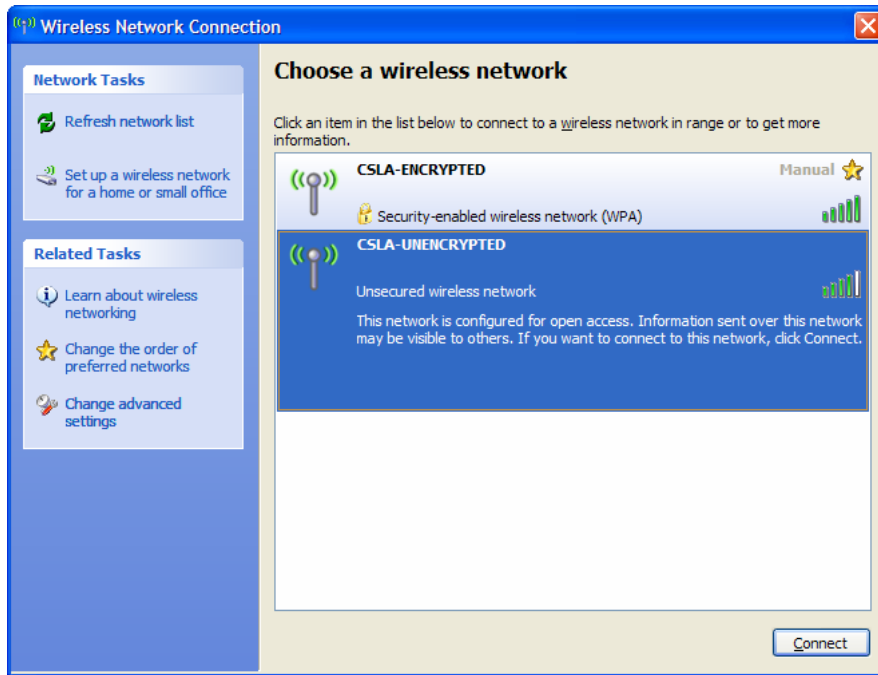 Wireless Network Connection
Network Tasks
Refresh network list
Set up a wireless network
for a home or small office
Related Tasks
Learn about wireless
networking
Change the order of
preferred networks
Change advanced
settings
Choose a wireless network
Click an item in the list below to connect to a wireless network in range or to get more
information.
CSLA-ENCRYPTED
Manual
Security-enabled wireless network (WPA)
CSLA-UNENCRYPTED
Unsecured wireless network
This network is configured for open access. Information sent over this network
may be visible to others. If you want to connect to this network, click Connect.
Connect